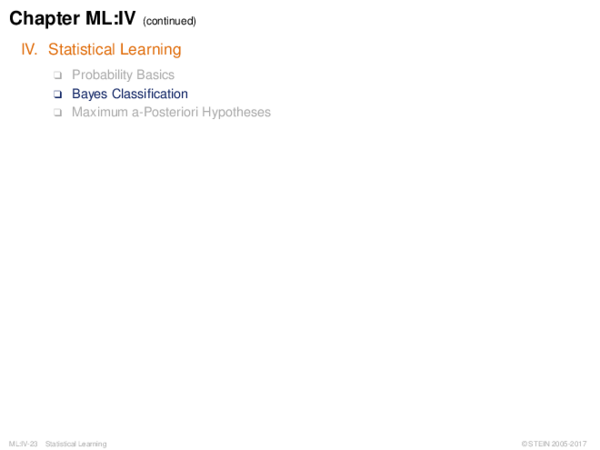 Chapter ML:IV (continued)
IV. Statistical Learning
❑ Probability Basics
❑ Bayes Classification
❑ Maximum a-Posteriori Hypotheses
ML:IV-23 Statistical Learning
© STEIN 2005-2017